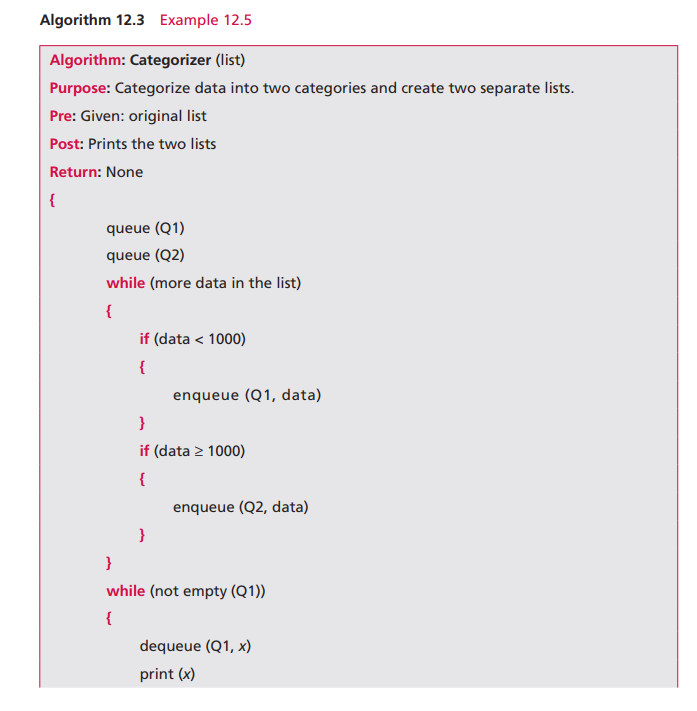 Algorithm 12.3 Example 12.5
Algorithm: Categorizer (list)
Purpose: Categorize data into two categories and create two separate lists.
Pre: Given: original list
Post: Prints the two lists
Return: None
{
queue (Q1)
queue (Q2)
while (more data in the list)
{
if (data < 1000)
{
enqueue (Q1, data)
}
if (data ≥ 1000)
{
enqueue (Q2, data)
}
}
while (not empty (Q1))
{
dequeue (Q1, x)
print (x)